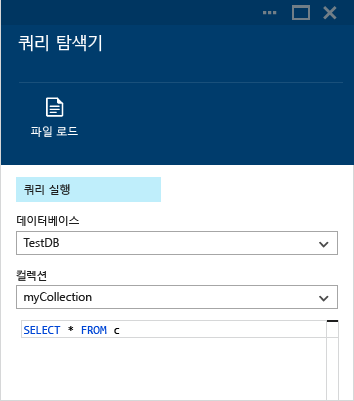 쿼리 탐색기
파일 로드
쿼리 실행
데이터베이스
TestDB
컬렉션
myCollection
SELECT * FROM c